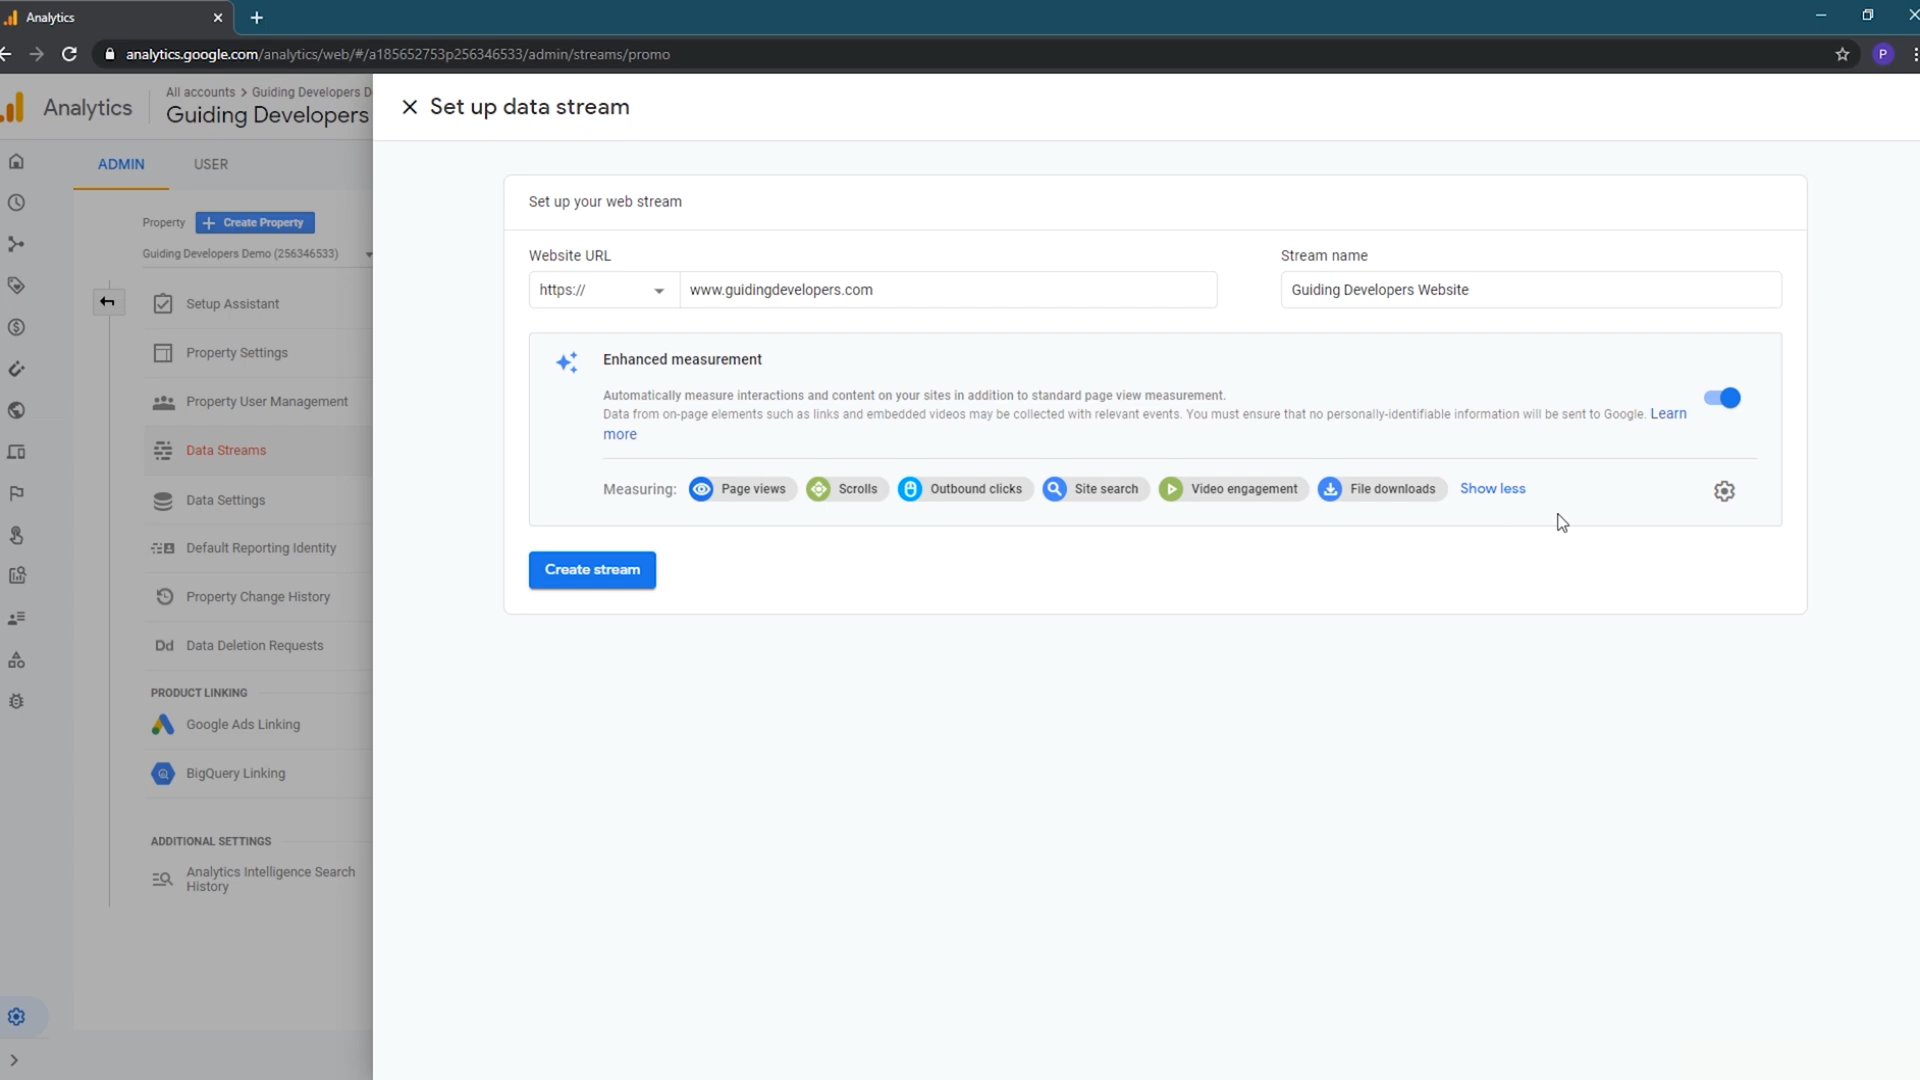 Analytics
analytics.google.com/analytics/web/#/a185652753p256346533/admin/streams/promo
P
Analytics
All accounts > Guiding Developers D
Guiding Developers
Set up data stream
ADMIN
USER
Property
Create Property
Guiding Developers Demo (256346533)
Setup Assistant
Property Settings
Property User Management
Data Streams
Data Settings
Default Reporting Identity
Property Change History
Dd Data Deletion Requests
PRODUCT LINKING
Google Ads Linking
BigQuery Linking
ADDITIONAL SETTINGS
Analytics Intelligence Search
History
Set up your web stream
Website URL
Stream name
https://
www.guidingdevelopers.com
Guiding Developers Website
Enhanced measurement
Automatically measure interactions and content on your sites in addition to standard page view measurement.
Data from on-page elements such as links and embedded videos may be collected with relevant events. You must ensure that no personally-identifiable information will be sent to Google. Learn
more
Measuring: Page views Scrolls Outbound clicks Site search Video engagement File downloads Show less
Create stream